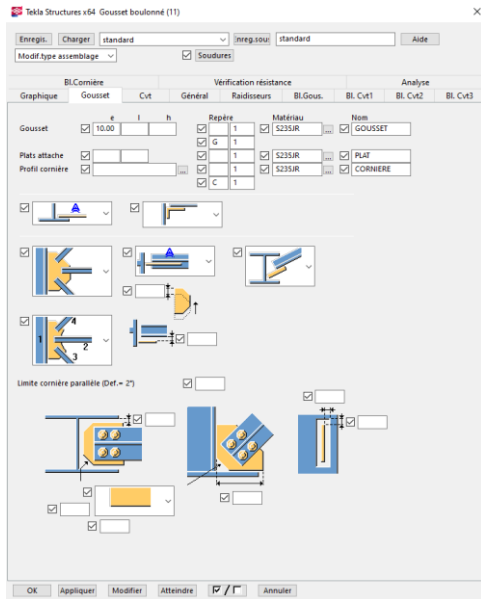 Tekla Structures x64 Gousset boulonné (11)
Enregis. Charger standard nreg.sou: standard Aide
Modif.type assemblage Soudures
Bl.Cornière Vérification résistance Analyse
Graphique Gousset Cvt Général Raidisseurs Bl.Gous. Bl. Cvt1 Bl. Cvt2 Bl. Cvt3
e l h Repère Matériau Nom
Gousset 10.00 1 S235JR ... GOUSSET
G 1
Plats attache 1 S235JR ... PLAT
Profil cornière ... 1 S235JR ... CORNIERE
C 1
A
A
1 4 2 3
Limite cornière parallèle (Def.= 2°)
OK Appliquer Modifier Atteindre / Annuler